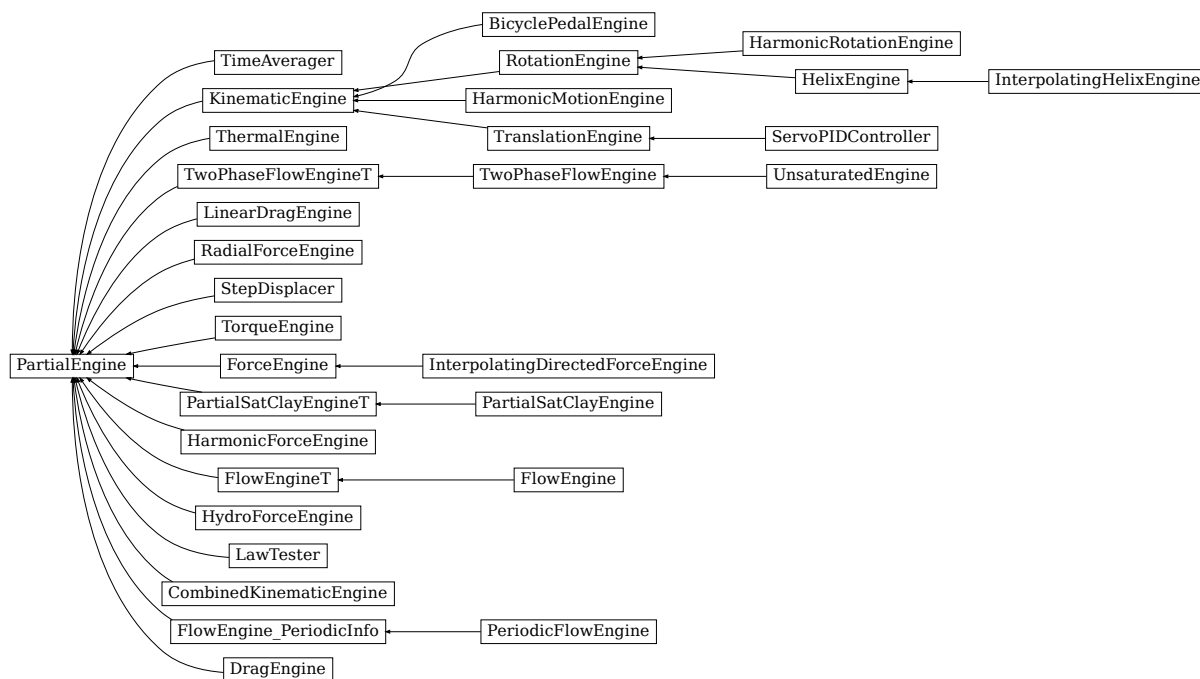 BicyclePedalEngine
HarmonicRotationEngine
TimeAverager
RotationEngine
HelixEngine
InterpolatingHelixEngine
KinematicEngine
HarmonicMotionEngine
ThermalEngine
TranslationEngine
ServoPIDController
TwoPhaseFlowEngineT
TwoPhaseFlowEngine
UnsaturatedEngine
LinearDragEngine
RadialForceEngine
StepDisplacer
TorqueEngine
PartialEngine
ForceEngine
InterpolatingDirectedForceEngine
PartialSatClayEngineT
PartialSatClayEngine
HarmonicForceEngine
FlowEngineT
FlowEngine
HydroForceEngine
LawTester
CombinedKinematicEngine
FlowEngine_PeriodicInfo
PeriodicFlowEngine
DragEngine